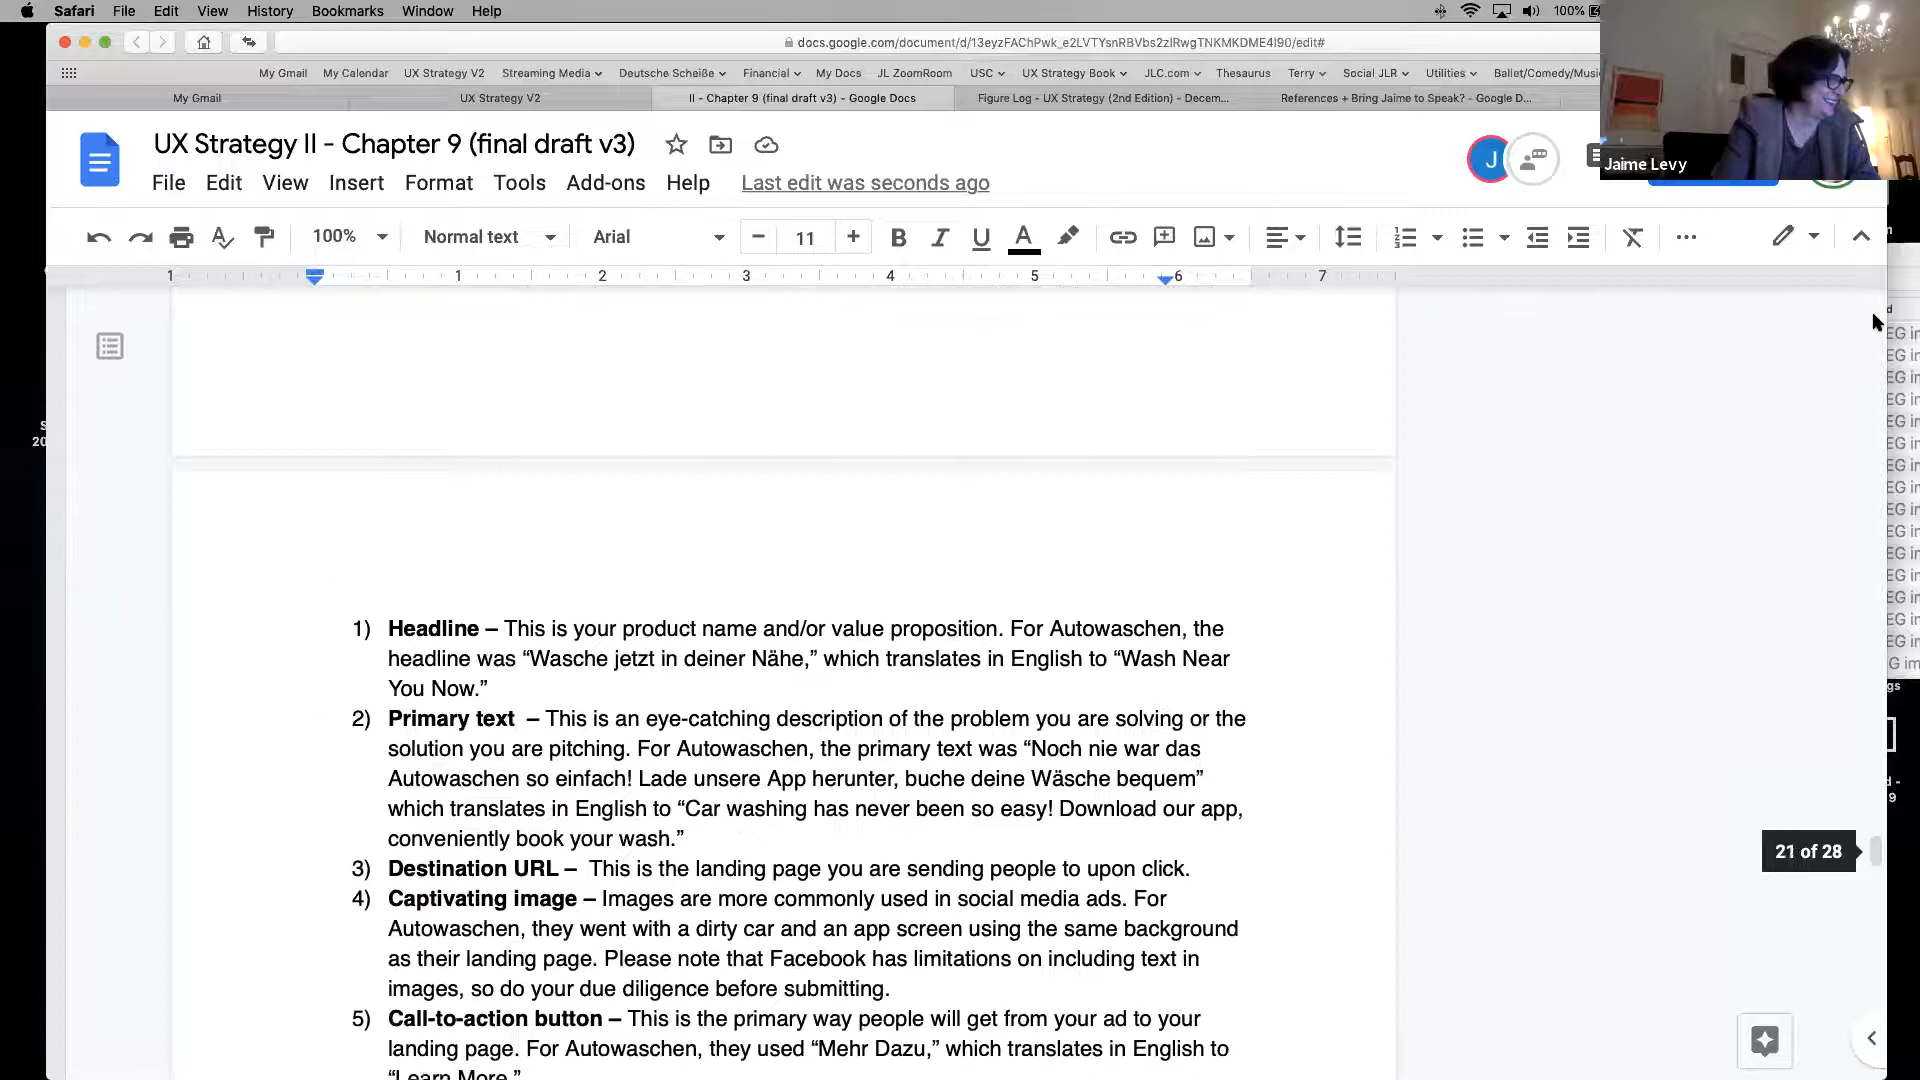 Safari File Edit View History Bookmarks Window Help 100%
docs.google.com/document/d/13eyzFAChPwk_e2LVTYsnRBVbs2zlRwgTNKMKDME4l90/edit#
My Gmail My Calendar UX Strategy V2 Streaming Media Deutsche Scheiße Financial My Docs JL ZoomRoom USC UX Strategy Book JLC.com Thesaurus Terry Social JLR Utilities Ballet/Comedy/Musi
My Gmail UX Strategy V2 II - Chapter 9 (final draft v3) - Google Docs Figure Log - UX Strategy (2nd Edition) - Decem... References + Bring Jaime to Speak? - Google D...
UX Strategy II - Chapter 9 (final draft v3)
J
Jaime Levy
File Edit View Insert Format Tools Add-ons Help Last edit was seconds ago
100% Normal text Arial 11 B I U A
1 1 2 3 4 5 6 7
1) Headline – This is your product name and/or value proposition. For Autowaschen, the
headline was “Wasche jetzt in deiner Nähe,” which translates in English to “Wash Near
You Now.”
2) Primary text – This is an eye-catching description of the problem you are solving or the
solution you are pitching. For Autowaschen, the primary text was “Noch nie war das
Autowaschen so einfach! Lade unsere App herunter, buche deine Wäsche bequem”
which translates in English to “Car washing has never been so easy! Download our app,
conveniently book your wash.”
3) Destination URL – This is the landing page you are sending people to upon click.
4) Captivating image – Images are more commonly used in social media ads. For
Autowaschen, they went with a dirty car and an app screen using the same background
as their landing page. Please note that Facebook has limitations on including text in
images, so do your due diligence before submitting.
5) Call-to-action button – This is the primary way people will get from your ad to your
landing page. For Autowaschen, they used “Mehr Dazu,” which translates in English to
“Learn More.”
21 of 28